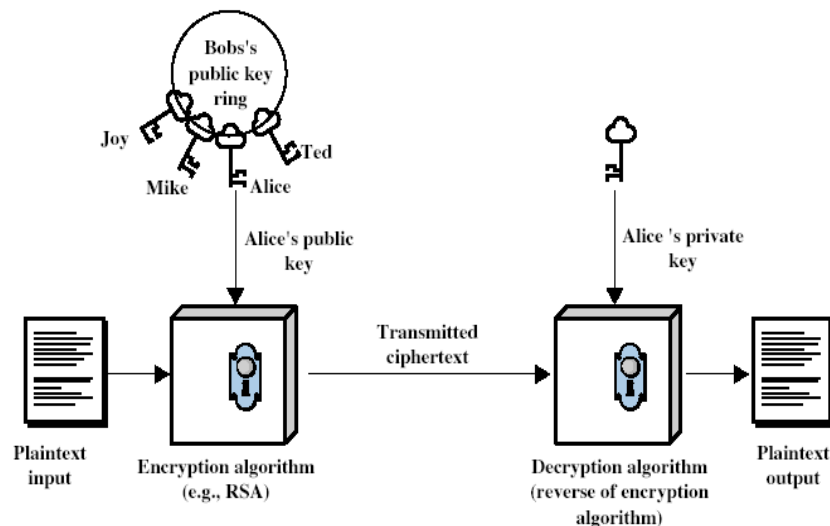 Bobs's
public key
ring
Joy
Ted
Mike
Alice
Alice's public
key
Alice 's private
key
Transmitted
ciphertext
Plaintext
input
Encryption algorithm
(e.g., RSA)
Decryption algorithm
(reverse of encryption
algorithm)
Plaintext
output